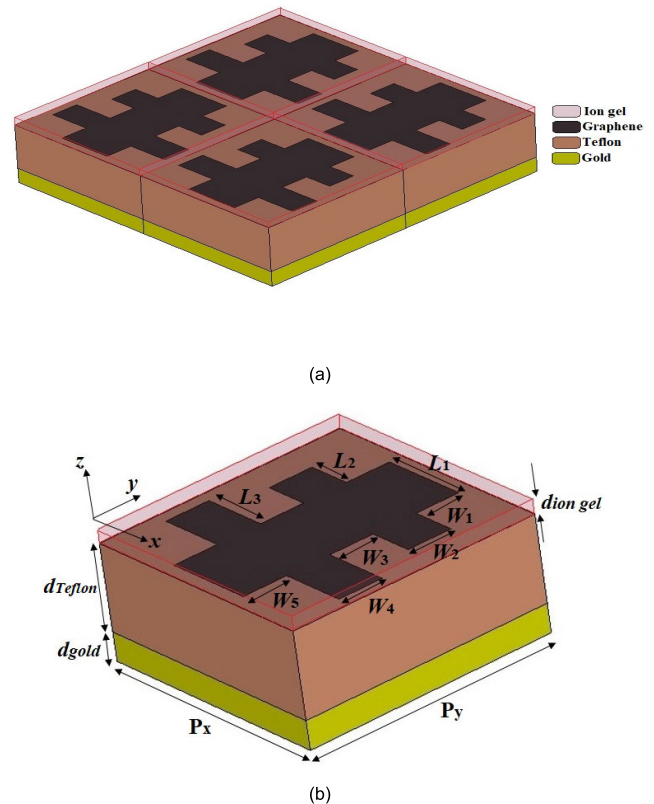 Ion gel
Graphene
Teflon
Gold
(a)
z
y
x
L1
L2
L3
W1
W2
W3
W4
W5
dion gel
dTeflon
dgold
Px
Py
(b)